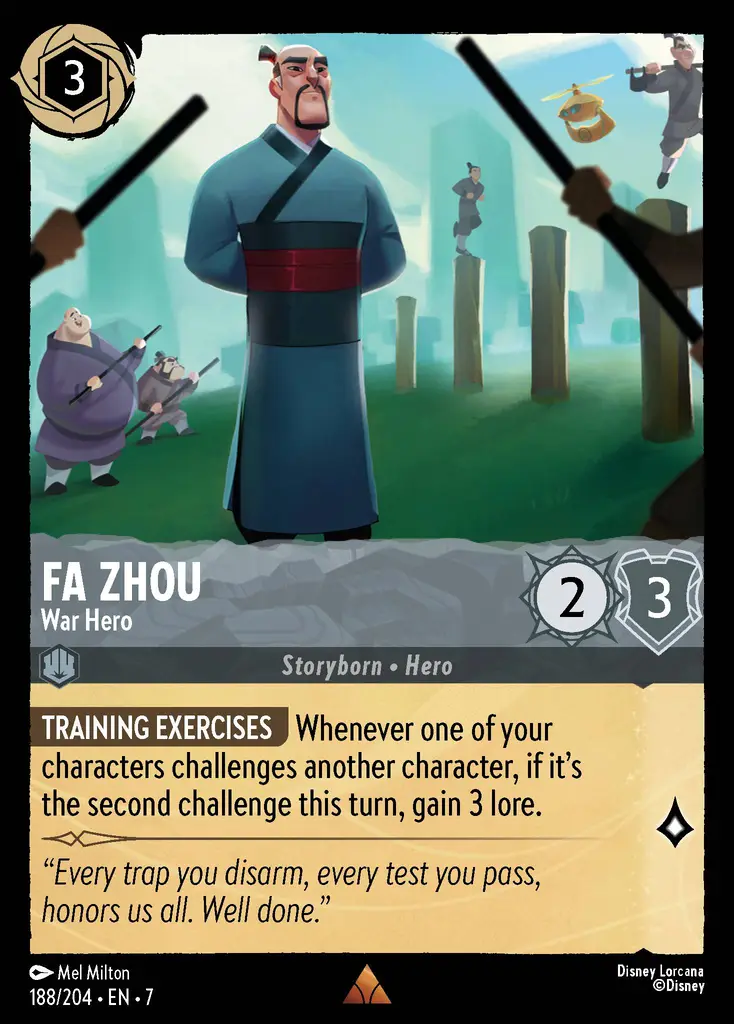 3
FA ZHOU
War Hero
2
3
Storyborn • Hero
TRAINING EXERCISES Whenever one of your
characters challenges another character, if it’s
the second challenge this turn, gain 3 lore.
“Every trap you disarm, every test you pass,
honors us all. Well done.”
Mel Milton
188/204 • EN • 7
Disney Lorcana
©Disney